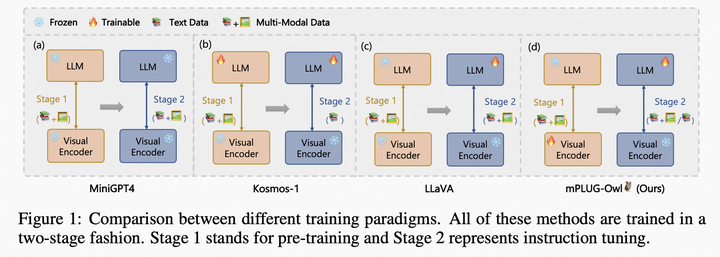 Frozen Trainable Text Data + Multi-Modal Data
(a) (b) (c) (d)
LLM LLM LLM LLM LLM LLM LLM LLM
Stage 1 Stage 2 Stage 1 Stage 2 Stage 1 Stage 2 Stage 1 Stage 2
( + ) ( + ) ( + ) ( ) ( + ) ( + ) ( + ) ( + / )
Visual Encoder Visual Encoder Visual Encoder Visual Encoder Visual Encoder Visual Encoder Visual Encoder Visual Encoder
MiniGPT4 Kosmos-1 LLaVA mPLUG-Owl (Ours)
Figure 1: Comparison between different training paradigms. All of these methods are trained in a
two-stage fashion. Stage 1 stands for pre-training and Stage 2 represents instruction tuning.